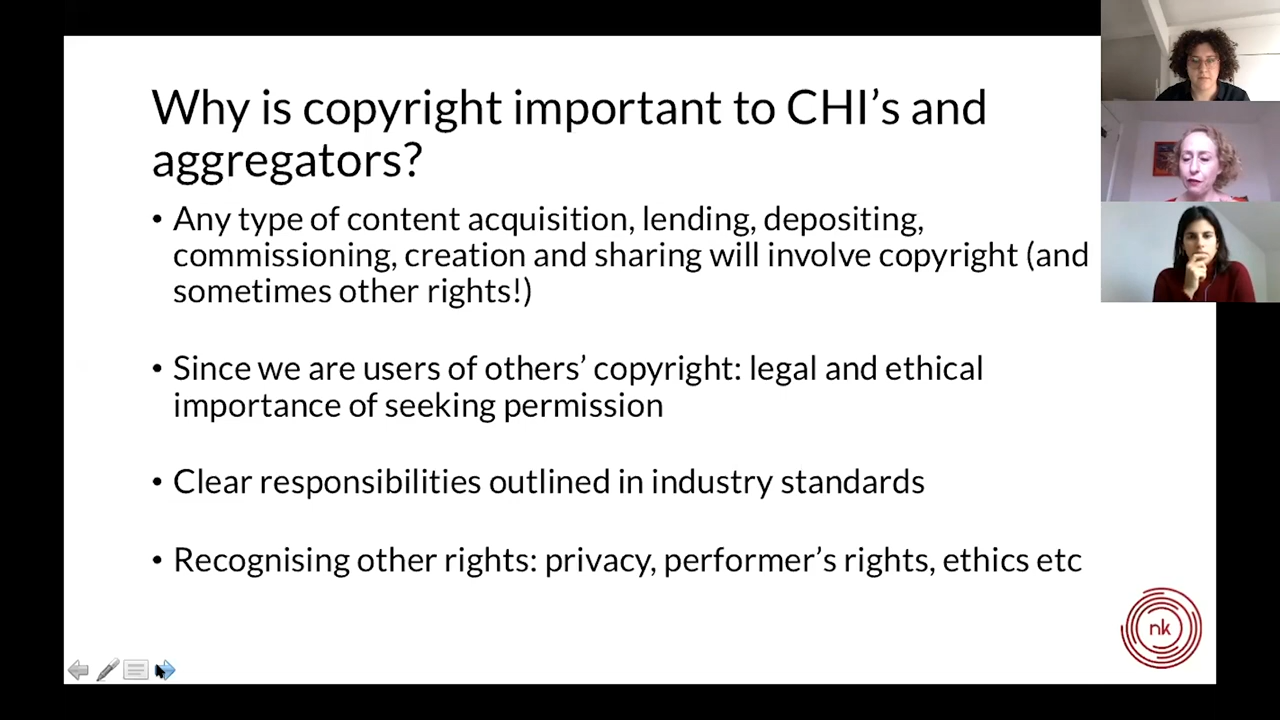 Why is copyright important to CHI’s and
aggregators?
• Any type of content acquisition, lending, depositing,
commissioning, creation and sharing will involve copyright (and
sometimes other rights!)
• Since we are users of others’ copyright: legal and ethical
importance of seeking permission
• Clear responsibilities outlined in industry standards
• Recognising other rights: privacy, performer’s rights, ethics etc
nk